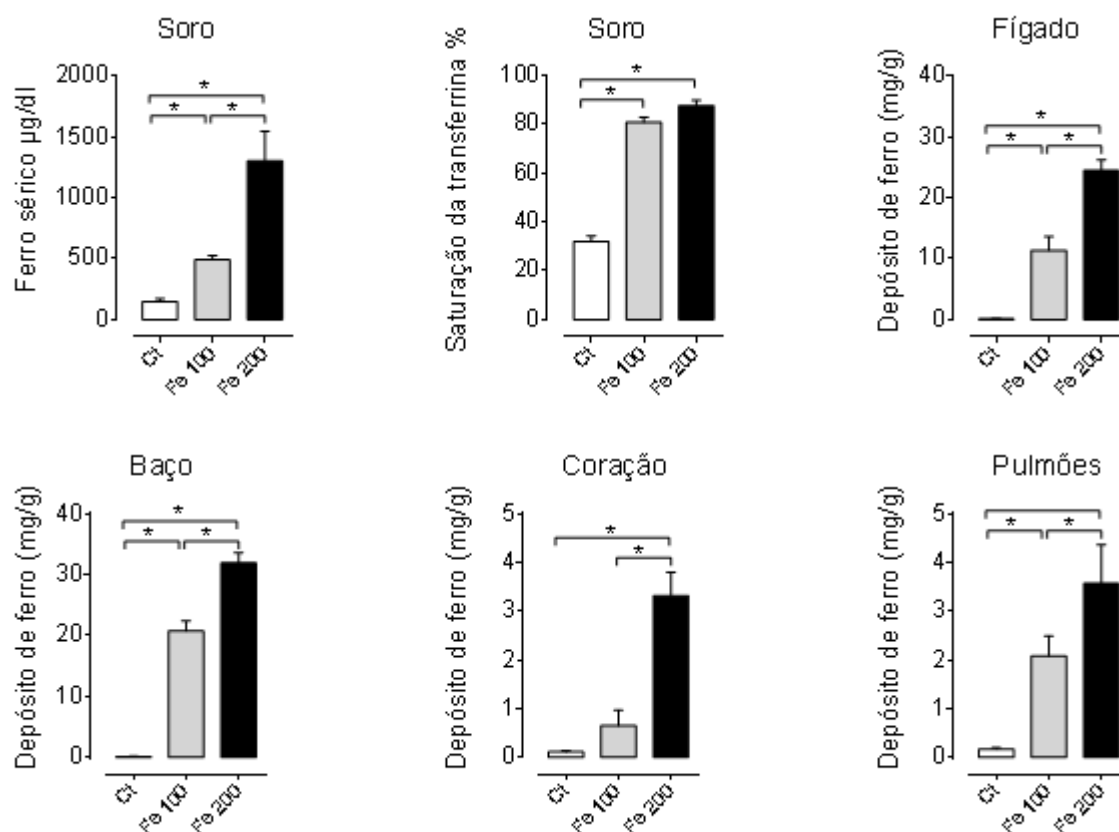 Soro
Ferro sérico µg/dl
2000
1500
1000
500
0
*
*
*
Ct
Fe 100
Fe 200
Soro
Saturação da transferrina %
100
80
60
40
20
0
*
*
Ct
Fe 100
Fe 200
Fígado
Depósito de ferro (mg/g)
40
30
20
10
0
*
*
*
Ct
Fe 100
Fe 200
Baço
Depósito de ferro (mg/g)
40
30
20
10
0
*
*
*
Ct
Fe 100
Fe 200
Coração
Depósito de ferro (mg/g)
5
4
3
2
1
0
*
*
Ct
Fe 100
Fe 200
Pulmões
Depósito de ferro (mg/g)
5
4
3
2
1
0
*
*
Ct
Fe 100
Fe 200